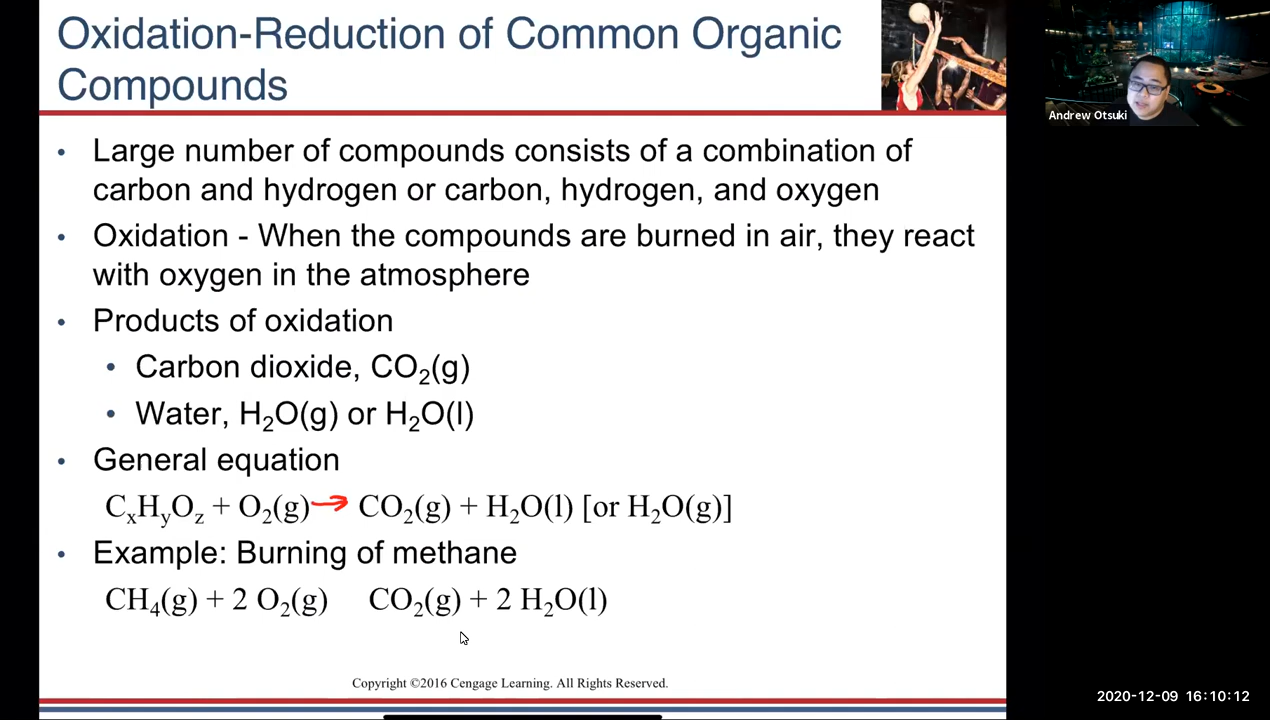 Oxidation-Reduction of Common Organic
Compounds
Andrew Otsuki
• Large number of compounds consists of a combination of
carbon and hydrogen or carbon, hydrogen, and oxygen
• Oxidation - When the compounds are burned in air, they react
with oxygen in the atmosphere
• Products of oxidation
• Carbon dioxide, CO₂(g)
• Water, H₂O(g) or H₂O(l)
• General equation
CₓHᵧO_z + O₂(g) → CO₂(g) + H₂O(l) [or H₂O(g)]
• Example: Burning of methane
CH₄(g) + 2 O₂(g) CO₂(g) + 2 H₂O(l)
Copyright ©2016 Cengage Learning. All Rights Reserved.
2020-12-09 16:10:12